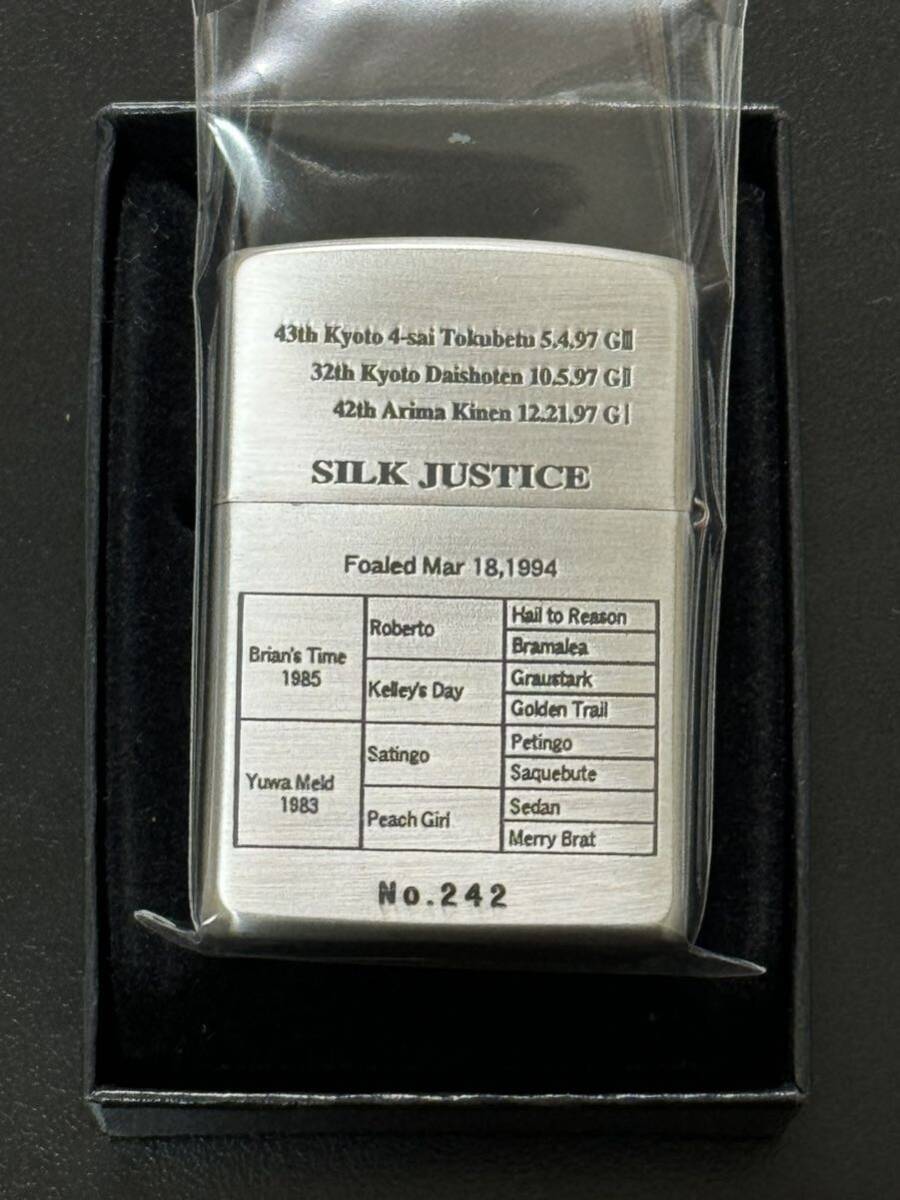 43th Kyoto 4-sai Tokubetu 5.4.97 GⅢ
32th Kyoto Daishoten 10.5.97 GⅡ
42th Arima Kinen 12.21.97 GⅠ
SILK JUSTICE
Foaled Mar 18,1994
Brian's Time
1985
Roberto
Hail to Reason
Bramalea
Kelley's Day
Graustark
Golden Trail
Yuwa Meld
1983
Satingo
Petingo
Saquebute
Peach Girl
Sedan
Merry Brat
No.242